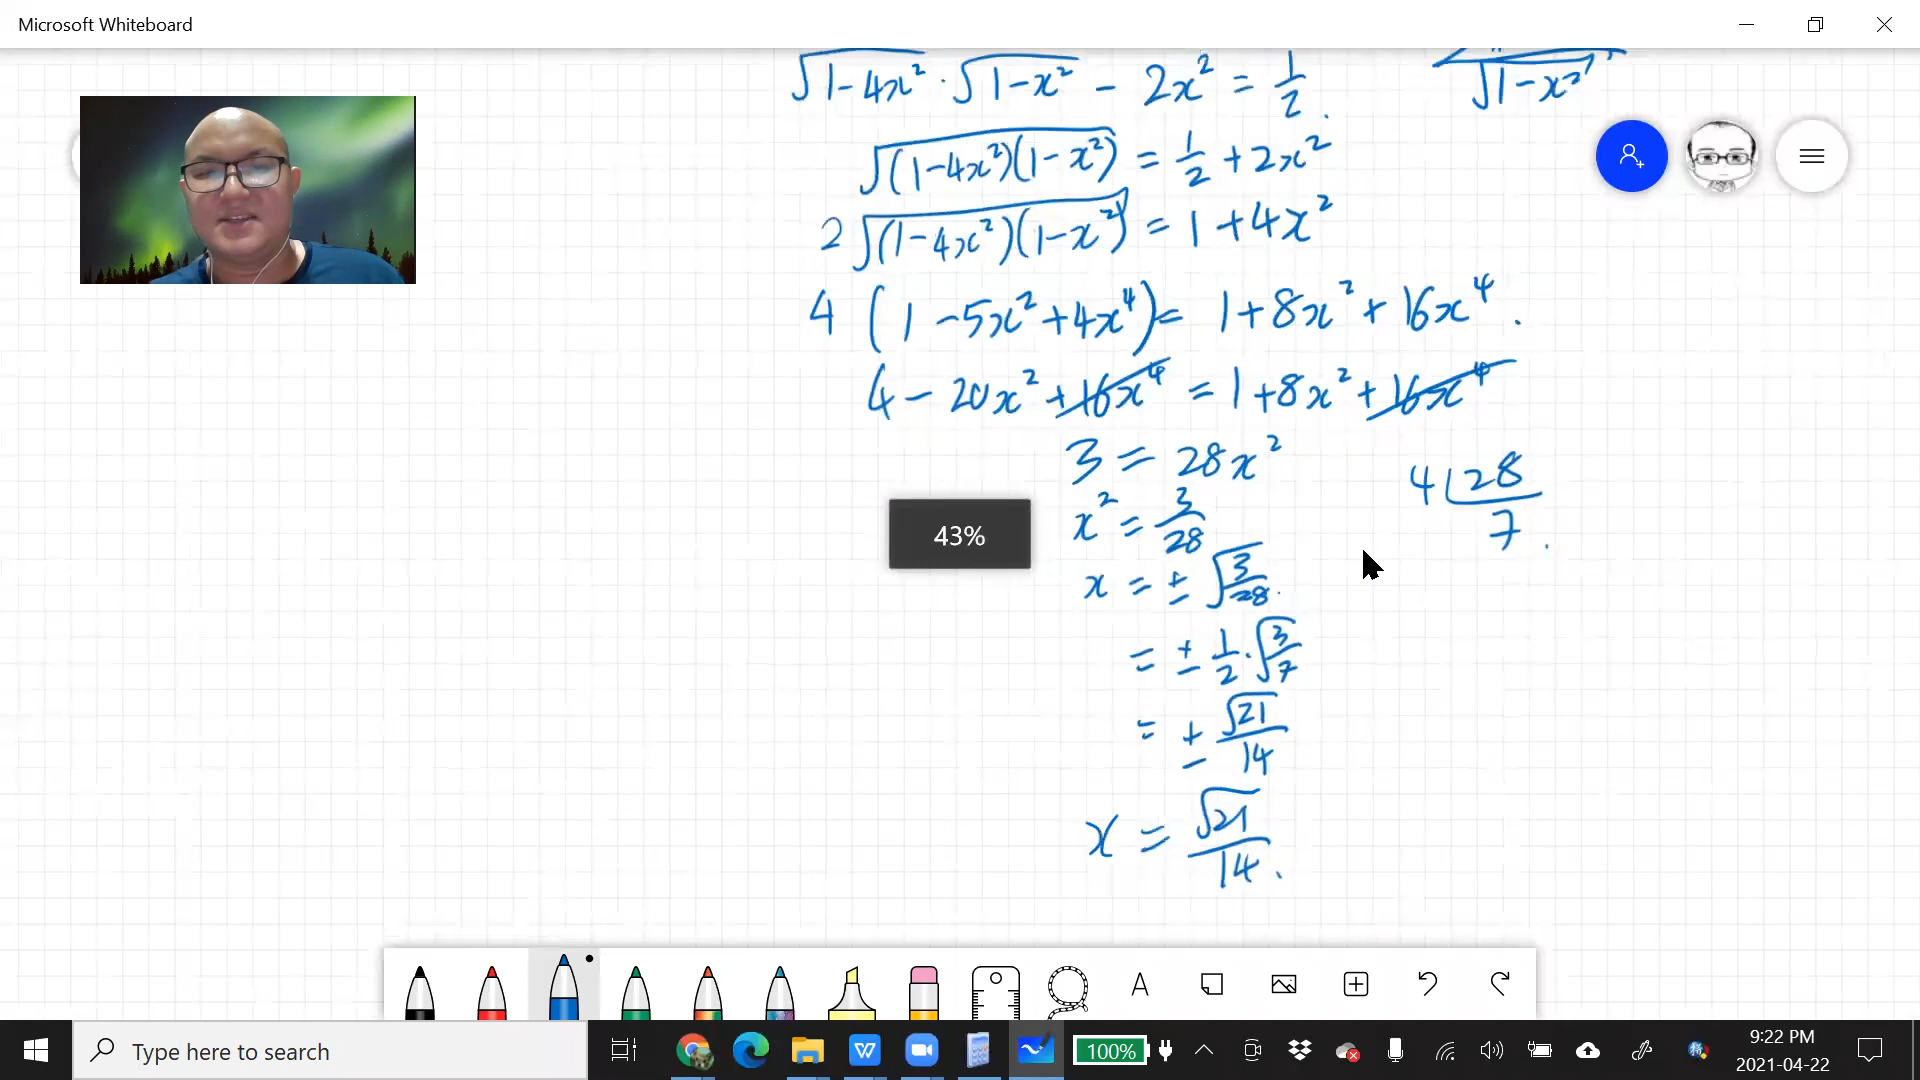 Microsoft Whiteboard
√(1-4x²) · √(1-x²) - 2x² = 1/2.
√(1-x²)
√((1-4x²)(1-x²)) = 1/2 + 2x²
2√((1-4x²)(1-x²)) = 1 + 4x²
4 (1 - 5x² + 4x⁴) = 1 + 8x² + 16x⁴.
4 - 20x² + 16x⁴ = 1 + 8x² + 16x⁴
3 = 28x²
4 28
7.
x² = 3/28
43%
x = ± √(3/28).
= ± 1/2 · √(3/7)
= ± √21/14
x = √21/14.
A
Type here to search
W
100%
9:22 PM
2021-04-22